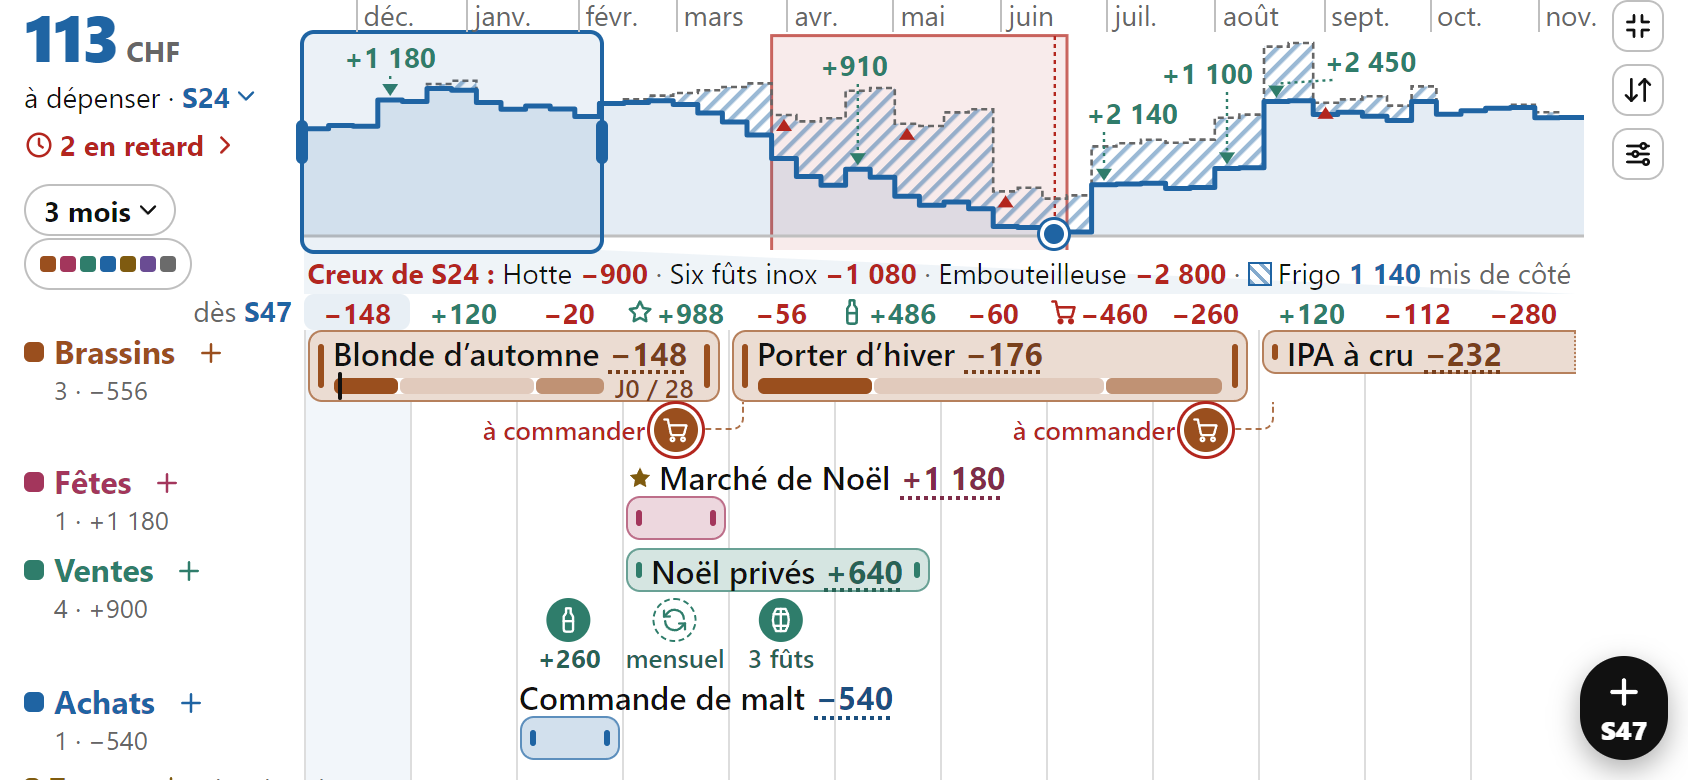 113 CHF
à dépenser · S24
2 en retard
3 mois
déc. janv. févr. mars avr. mai juin juil. août sept. oct. nov.
+1 180
+910
+2 140
+1 100
+2 450
Creux de S24 : Hotte −900 · Six fûts inox −1 080 · Embouteilleuse −2 800 · Frigo 1 140 mis de côté
dès S47 −148 +120 −20 +988 −56 +486 −60 −460 −260 +120 −112 −280
Brassins +
3 · −556
Blonde d’automne −148
J0 / 28
Porter d’hiver −176
IPA à cru −232
à commander
à commander
Fêtes +
1 · +1 180
Marché de Noël +1 180
Ventes +
4 · +900
Noël privés +640
+260 mensuel 3 fûts
Achats +
1 · −540
Commande de malt −540
+
S47